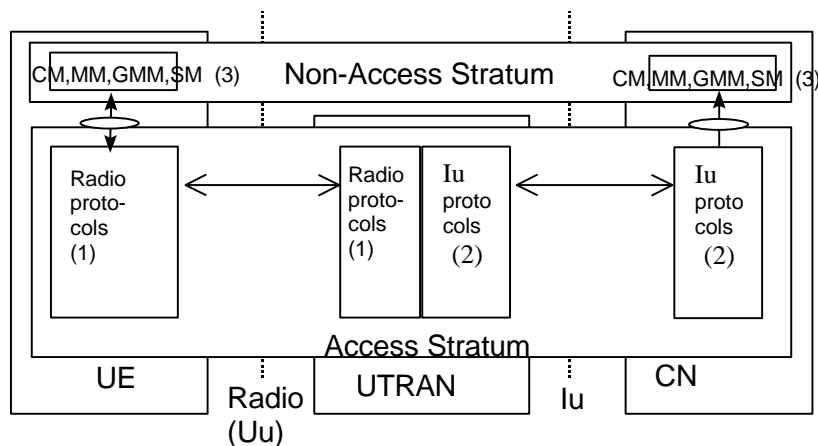 CM,MM,GMM,SM (3)
Non-Access Stratum
CM,MM,GMM,SM (3)
Radio
proto-
cols
(1)
Radio
proto-
cols
(1)
Iu
proto
cols
(2)
Iu
proto
cols
(2)
Access Stratum
UE
Radio
(Uu)
UTRAN
Iu
CN